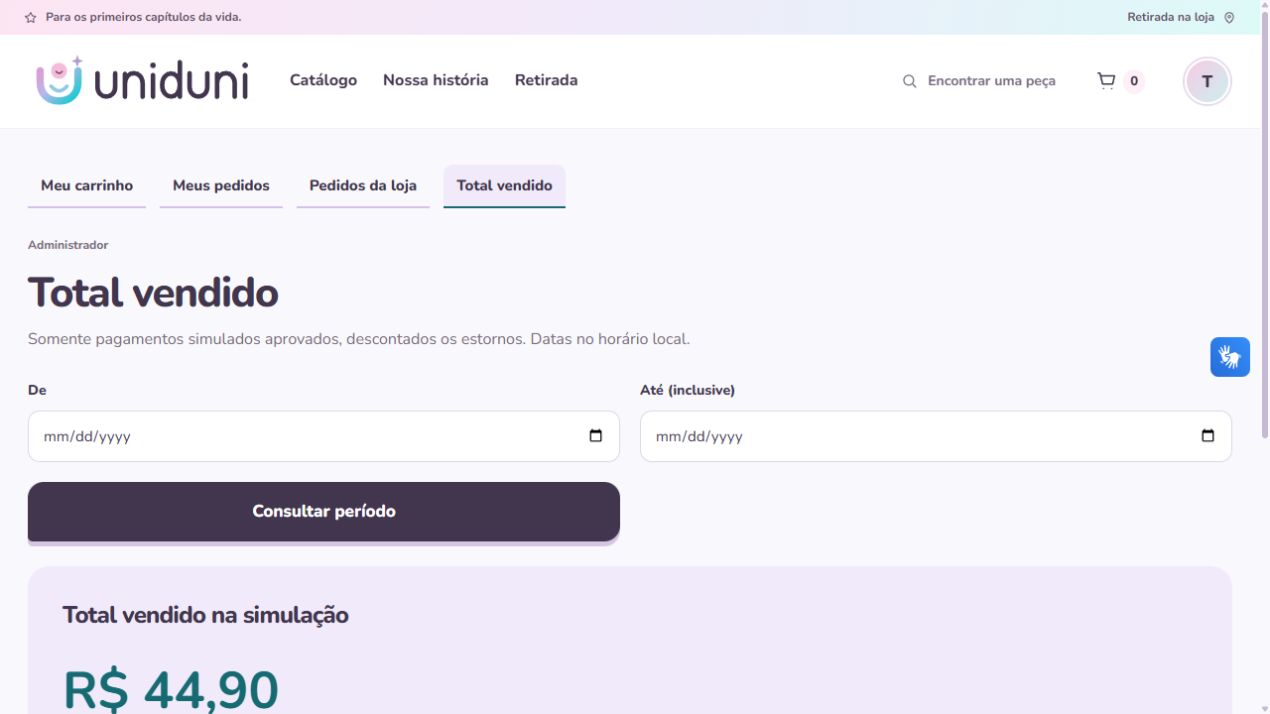 Para os primeiros capítulos da vida.
Retirada na loja
uniduni
Catálogo
Nossa história
Retirada
Encontrar uma peça
0
T
Meu carrinho
Meus pedidos
Pedidos da loja
Total vendido
Administrador
Total vendido
Somente pagamentos simulados aprovados, descontados os estornos. Datas no horário local.
De
Até (inclusive)
mm/dd/yyyy
mm/dd/yyyy
Consultar período
Total vendido na simulação
R$ 44,90